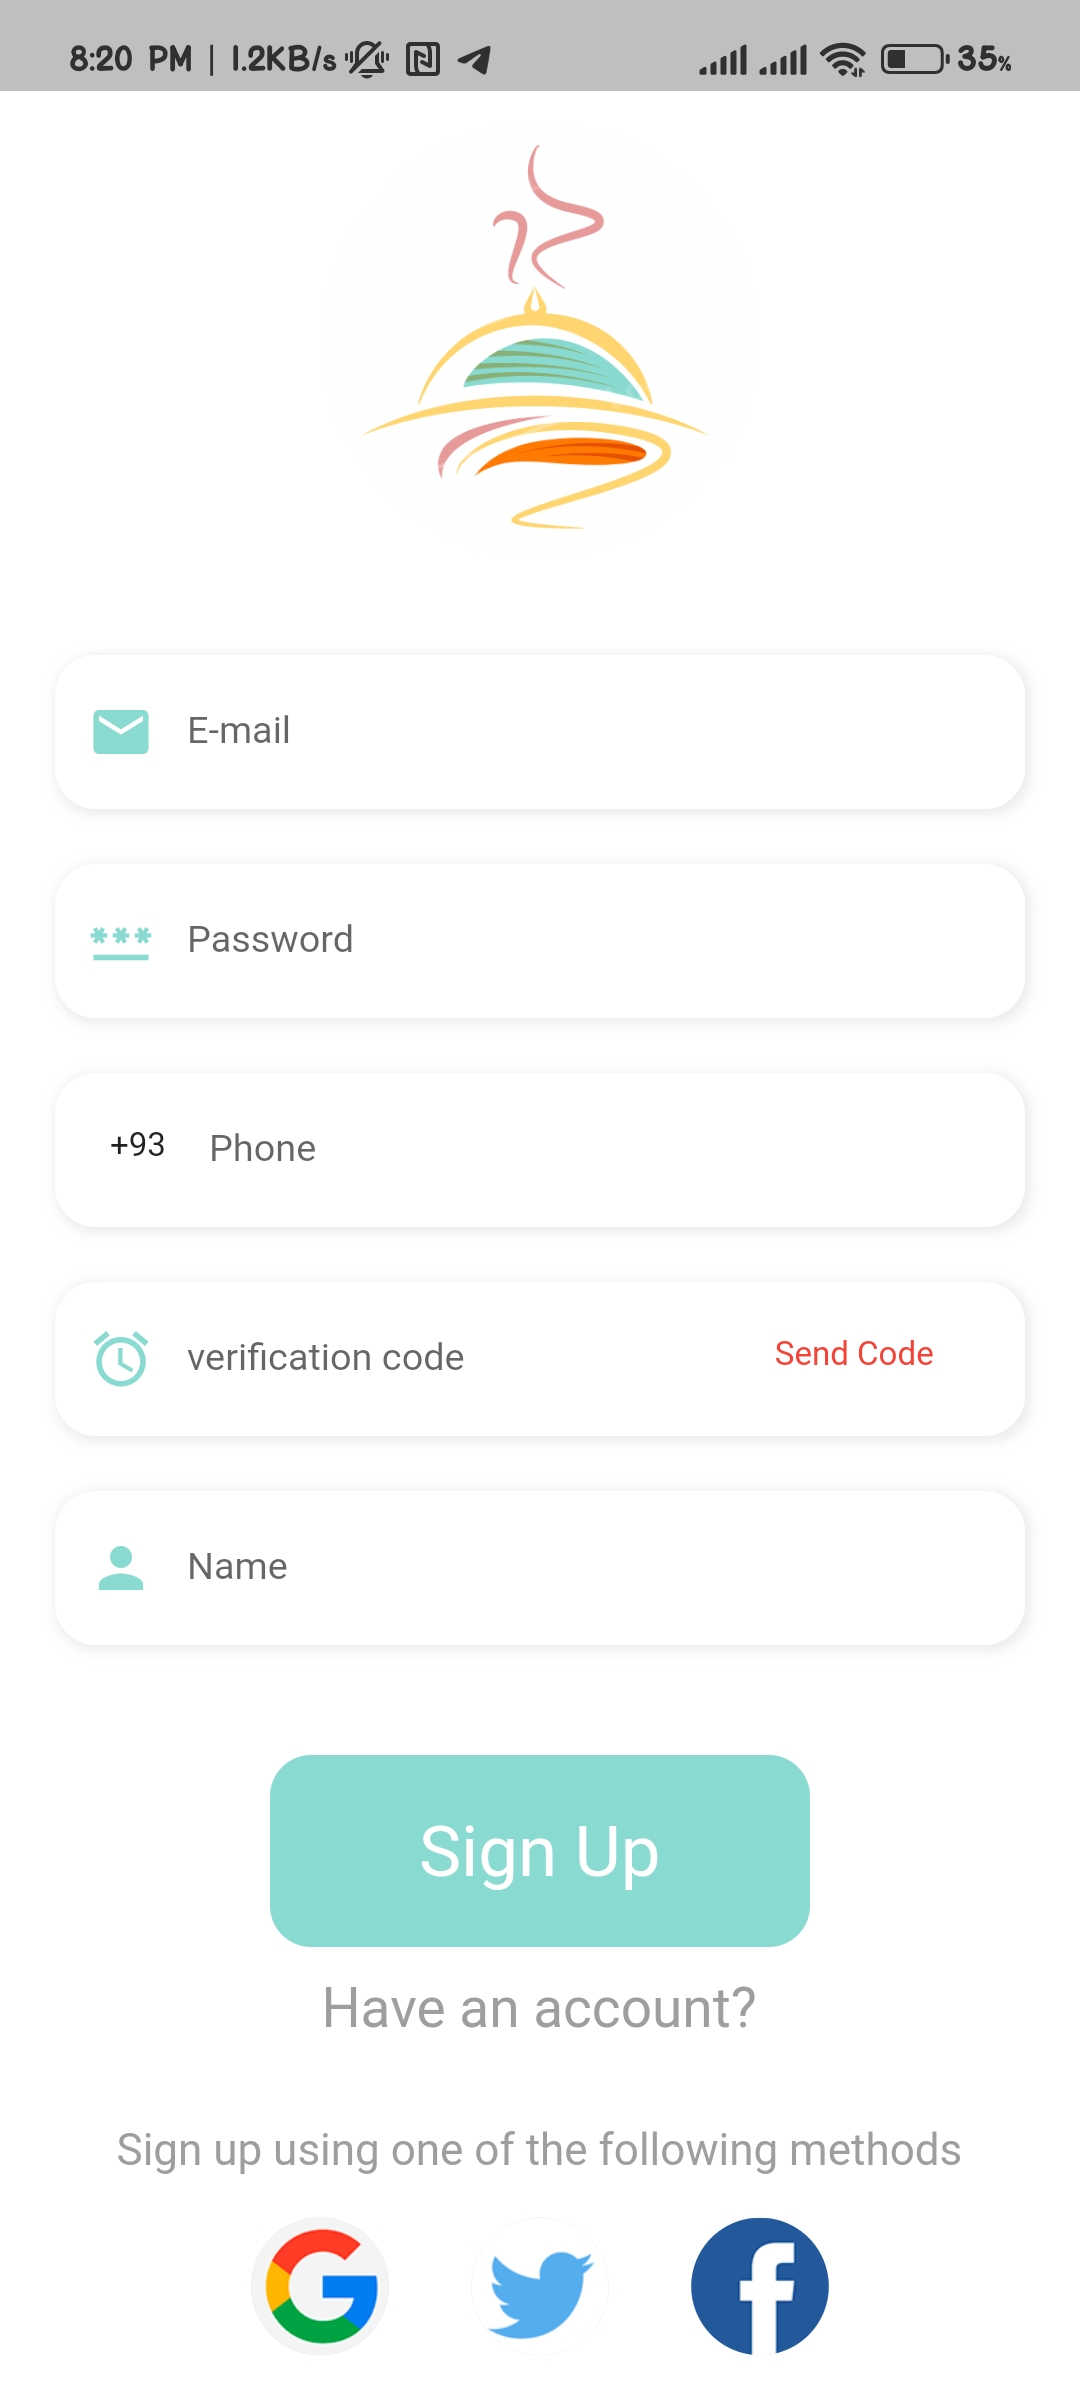 8:20 PM | 1.2KB/s 35%
E-mail
Password
+93 Phone
verification code Send Code
Name
Sign Up
Have an account?
Sign up using one of the following methods